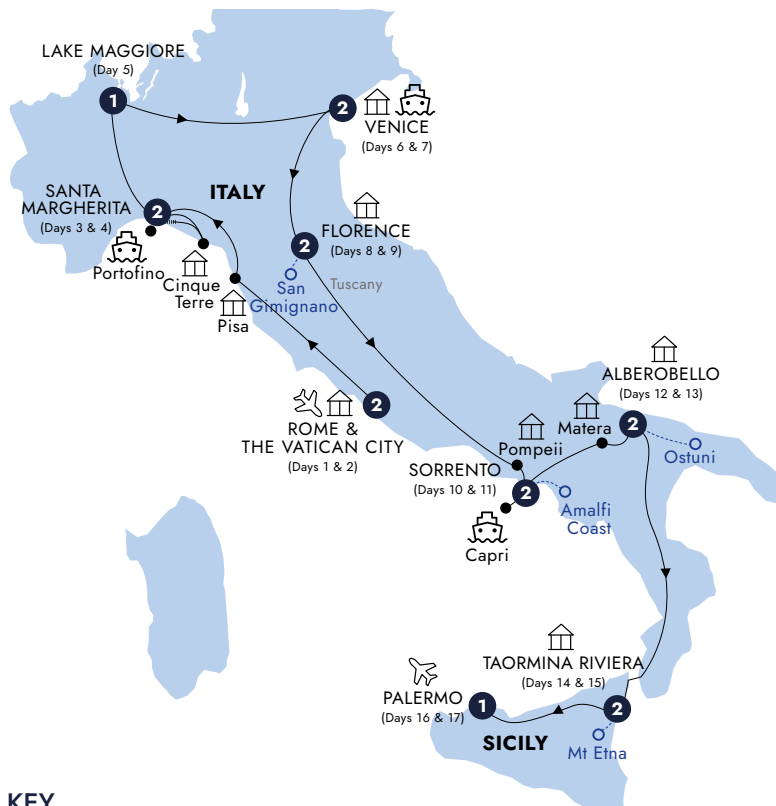 LAKE MAGGIORE
(Day 5)
1
2
VENICE
(Days 6 & 7)
SANTA
MARGHERITA
(Days 3 & 4)
2
ITALY
Portofino
Cinque
Terre
Pisa
2
FLORENCE
(Days 8 & 9)
San
Gimignano
Tuscany
2
ROME &
THE VATICAN CITY
(Days 1 & 2)
ALBEROBELLO
(Days 12 & 13)
2
Matera
Ostuni
Pompeii
SORRENTO
(Days 10 & 11)
2
Amalfi
Coast
Capri
TAORMINA RIVIERA
(Days 14 & 15)
2
PALERMO
(Days 16 & 17)
1
SICILY
Mt Etna
KEY